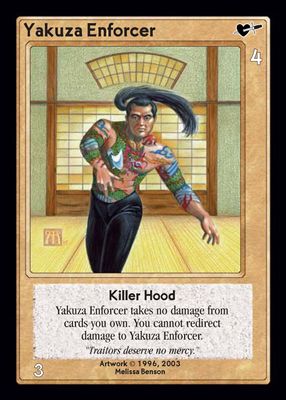 Yakuza Enforcer
4
Killer Hood
Yakuza Enforcer takes no damage from
cards you own. You cannot redirect
damage to Yakuza Enforcer.
"Traitors deserve no mercy."
Artwork © 1996, 2003
Melissa Benson
3